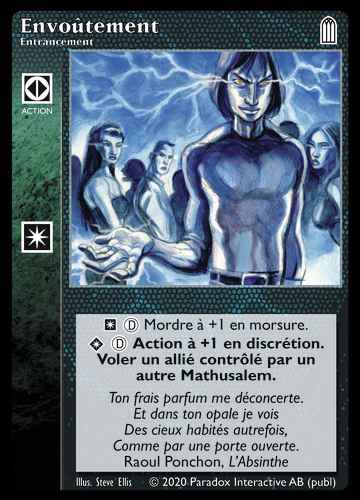 Envoûtement
Entrancement
ACTION
Ⓓ Mordre à +1 en morsure.
Ⓓ Action à +1 en discrétion.
Voler un allié contrôlé par un
autre Mathusalem.
Ton frais parfum me déconcerte.
Et dans ton opale je vois
Des cieux habités autrefois,
Comme par une porte ouverte.
Raoul Ponchon, L'Absinthe
Illus. Steve Ellis © 2020 Paradox Interactive AB (publ)